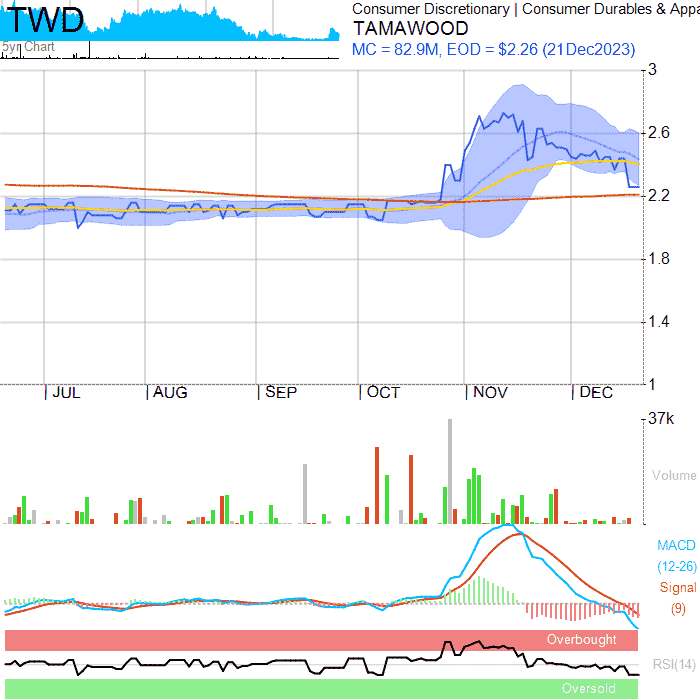 TWD
5yr Chart
Consumer Discretionary | Consumer Durables & Appa
TAMAWOOD
MC = 82.9M, EOD = $2.26 (21Dec2023)
3
2.6
2.2
1.8
1.4
1
| JUL | AUG | SEP | OCT | NOV | DEC
37k
Volume
MACD
(12-26)
Signal
(9)
Overbought
RSI(14)
Oversold